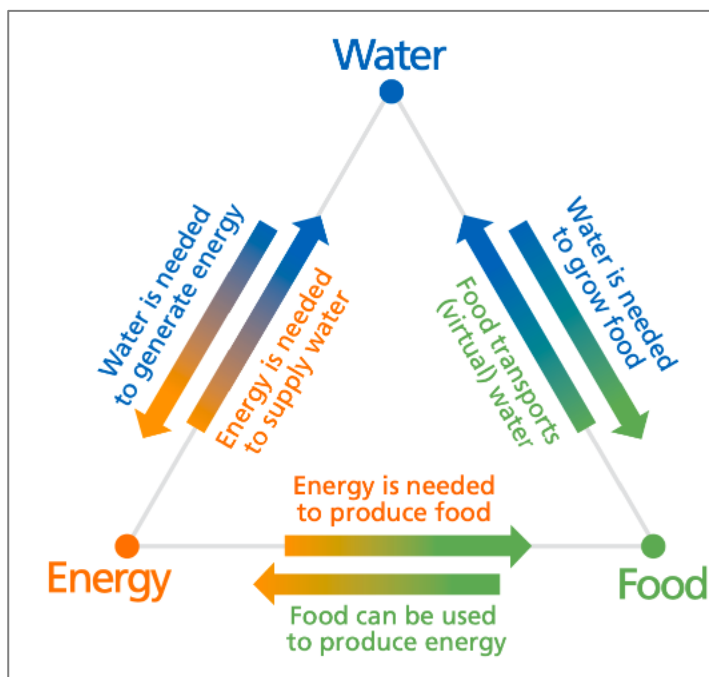 Water
Water is needed
to generate energy
Energy is needed
to supply water
Food transports
(virtual) water
Water is needed
to grow food
Energy is needed
to produce food
Energy
Food
Food can be used
to produce energy